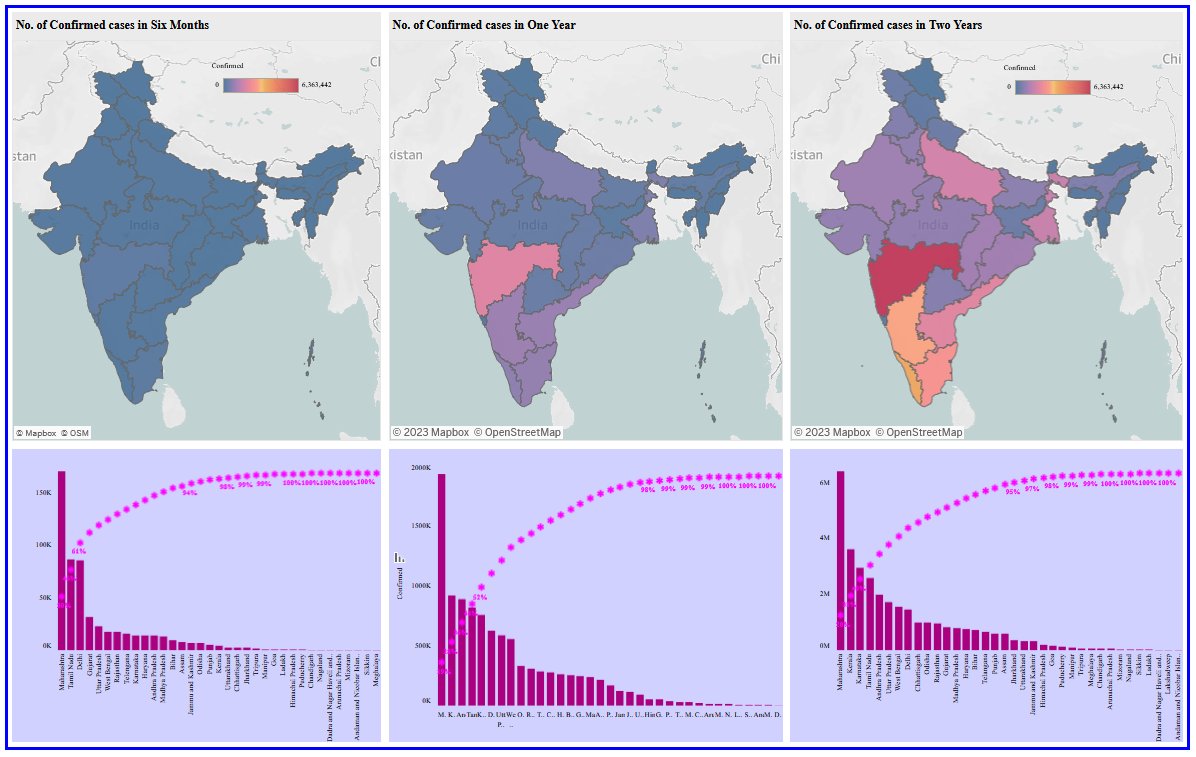 No. of Confirmed cases in Six Months
No. of Confirmed cases in One Year
No. of Confirmed cases in Two Years
Confirmed
0
6,363,442
Chi
Chi
Confirmed
0
6,363,442
stan
kistan
kistan
India
India
India
© Mapbox © OSM
© 2023 Mapbox © OpenStreetMap
© 2023 Mapbox © OpenStreetMap
150K
100K
50K
0K
61%
94%
98%
99%
99%
100%
100%
100%
100%
100%
Maharashtra
Tamil Nadu
Delhi
Gujarat
Uttar Pradesh
West Bengal
Rajasthan
Telangana
Karnataka
Haryana
Andhra Pradesh
Madhya Pradesh
Bihar
Assam
Jammu and Kashmir
Odisha
Punjab
Kerala
Uttarakhand
Chhattisgarh
Jharkhand
Tripura
Manipur
Goa
Ladakh
Himachal Pradesh
Puducherry
Chandigarh
Nagaland
Dadra and Nagar Haveli and..
Arunachal Pradesh
Mizoram
Andaman and Nicobar Islan..
Sikkim
Meghalaya
Confirmed
2000K
1500K
1000K
500K
0K
52%
98%
99%
99%
99%
100%
100%
100%
M.. K.. An Tan K.. D.. Utt We O.. R.. T.. C.. H.. B.. G.. Ma A.. P.. Jan J.. U.. Hin G.. P.. T.. M.. C.. Aru M.. N.. L.. S.. An M.. D..
P..
6M
4M
2M
0M
95%
97%
98%
99%
99%
100%
100%
100%
100%
Maharashtra
Kerala
Karnataka
Tamil Nadu
Andhra Pradesh
Uttar Pradesh
West Bengal
Delhi
Chhattisgarh
Odisha
Rajasthan
Gujarat
Madhya Pradesh
Haryana
Bihar
Telangana
Punjab
Assam
Jharkhand
Uttarakhand
Jammu and Kashmir
Himachal Pradesh
Goa
Puducherry
Manipur
Tripura
Meghalaya
Chandigarh
Arunachal Pradesh
Mizoram
Nagaland
Sikkim
Ladakh
Dadra and Nagar Haveli and..
Lakshadweep
Andaman and Nicobar Islan..